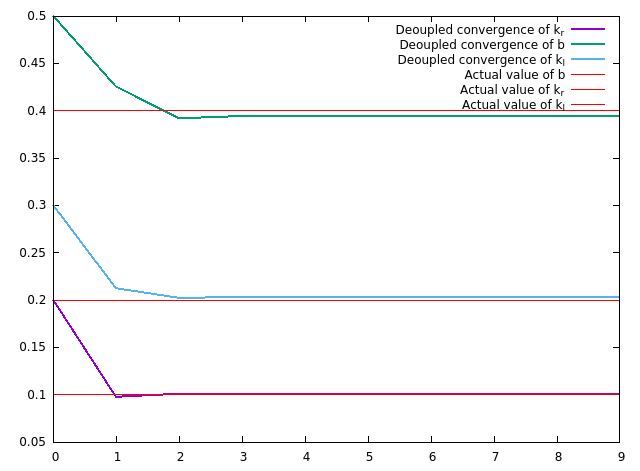 0.5
0.45
0.4
0.35
0.3
0.25
0.2
0.15
0.1
0.05
Deoupled convergence of kr
Deoupled convergence of b
Deoupled convergence of kl
Actual value of b
Actual value of kr
Actual value of kl
0 1 2 3 4 5 6 7 8 9